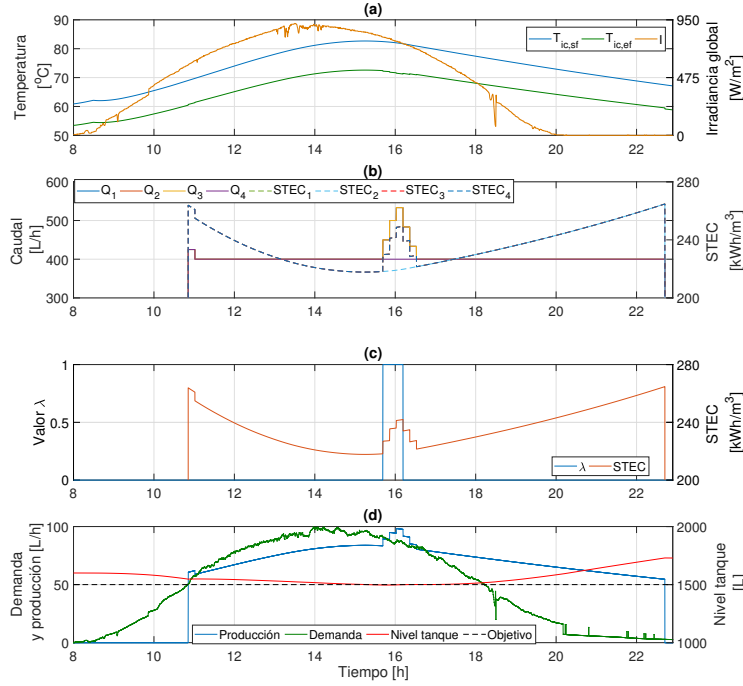 (a)
90
80
70
60
50
Temperatura
[°C]
T_ic,sf T_ic,ef I
950
475
0
Irradiancia global
[W/m²]
8 10 12 14 16 18 20 22
(b)
Q_1 Q_2 Q_3 Q_4 STEC_1 STEC_2 STEC_3 STEC_4
600
500
400
300
Caudal
[L/h]
280
240
200
STEC
[kWh/m³]
8 10 12 14 16 18 20 22
(c)
1
0.5
0
Valor λ
280
240
200
STEC
[kWh/m³]
λ STEC
8 10 12 14 16 18 20 22
(d)
100
50
0
Demanda
y producción [L/h]
2000
1500
1000
Nivel tanque
[L]
Producción Demanda Nivel tanque Objetivo
8 10 12 14 16 18 20 22
Tiempo [h]